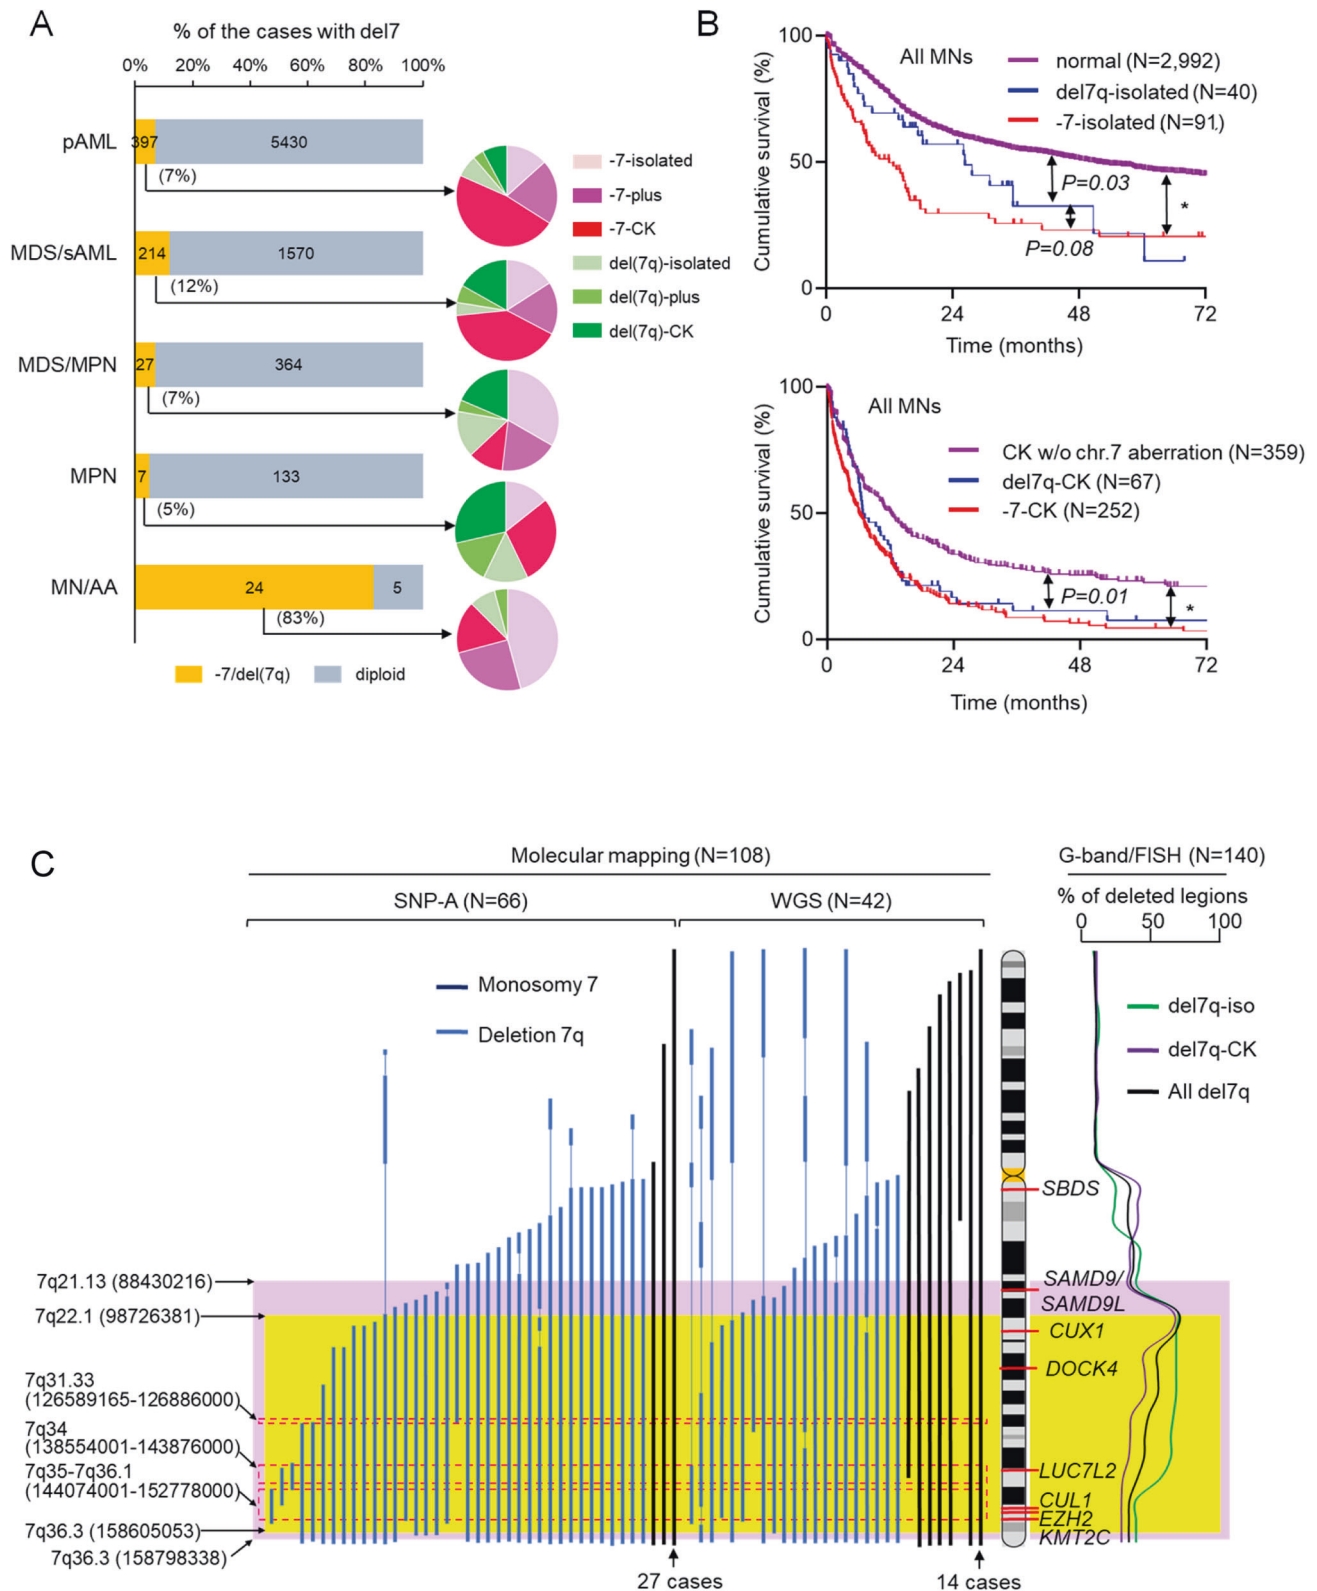 A
% of the cases with del7
0%
20%
40%
60%
80%
100%
pAML
397
5430
(7%)
MDS/sAML
214
1570
(12%)
MDS/MPN
27
364
(7%)
MPN
7
133
(5%)
MN/AA
24
5
(83%)
-7/del(7q)
diploid
-7-isolated
-7-plus
-7-CK
del(7q)-isolated
del(7q)-plus
del(7q)-CK
B
Cumulative survival (%)
100
50
0
All MNs
normal (N=2,992)
del7q-isolated (N=40)
-7-isolated (N=91,)
P=0.03
P=0.08
*
0
24
48
72
Time (months)
Cumulative survival (%)
100
50
0
All MNs
CK w/o chr.7 aberration (N=359)
del7q-CK (N=67)
-7-CK (N=252)
P=0.01
*
0
24
48
72
Time (months)
C
Molecular mapping (N=108)
SNP-A (N=66)
WGS (N=42)
Monosomy 7
Deletion 7q
G-band/FISH (N=140)
% of deleted legions
0
50
100
del7q-iso
del7q-CK
All del7q
7q21.13 (88430216)
7q22.1 (98726381)
7q31.33
(126589165-126886000)
7q34
(138554001-143876000)
7q35-7q36.1
(144074001-152778000)
7q36.3 (158605053)
7q36.3 (158798338)
SBDS
SAMD9/
SAMD9L
CUX1
DOCK4
LUC7L2
CUL1
EZH2
KMT2C
27 cases
14 cases